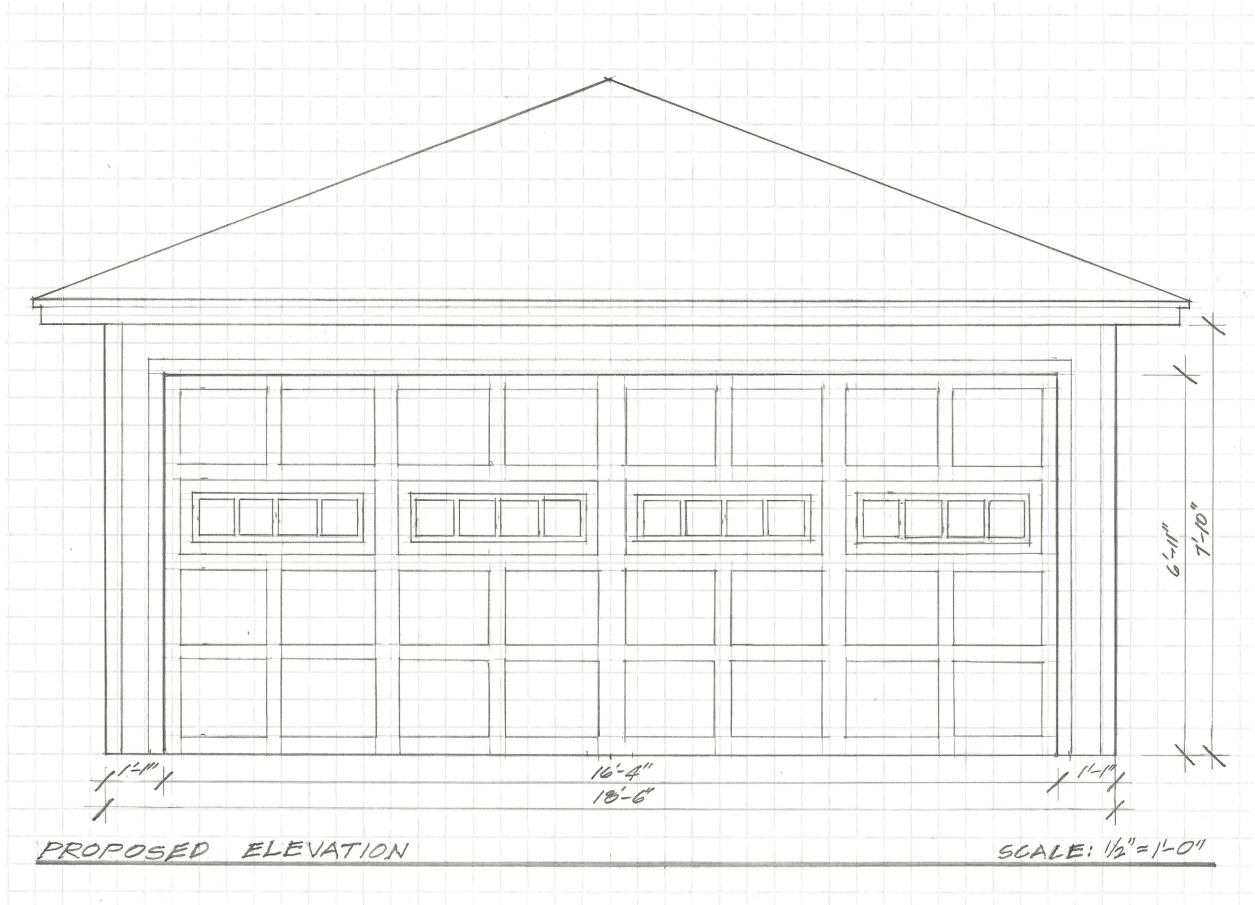 6'-11"
7'-10"
1'-1" 16'-4" 1'-1"
18'-6"
PROPOSED ELEVATION SCALE: 1/2"=1'-0"